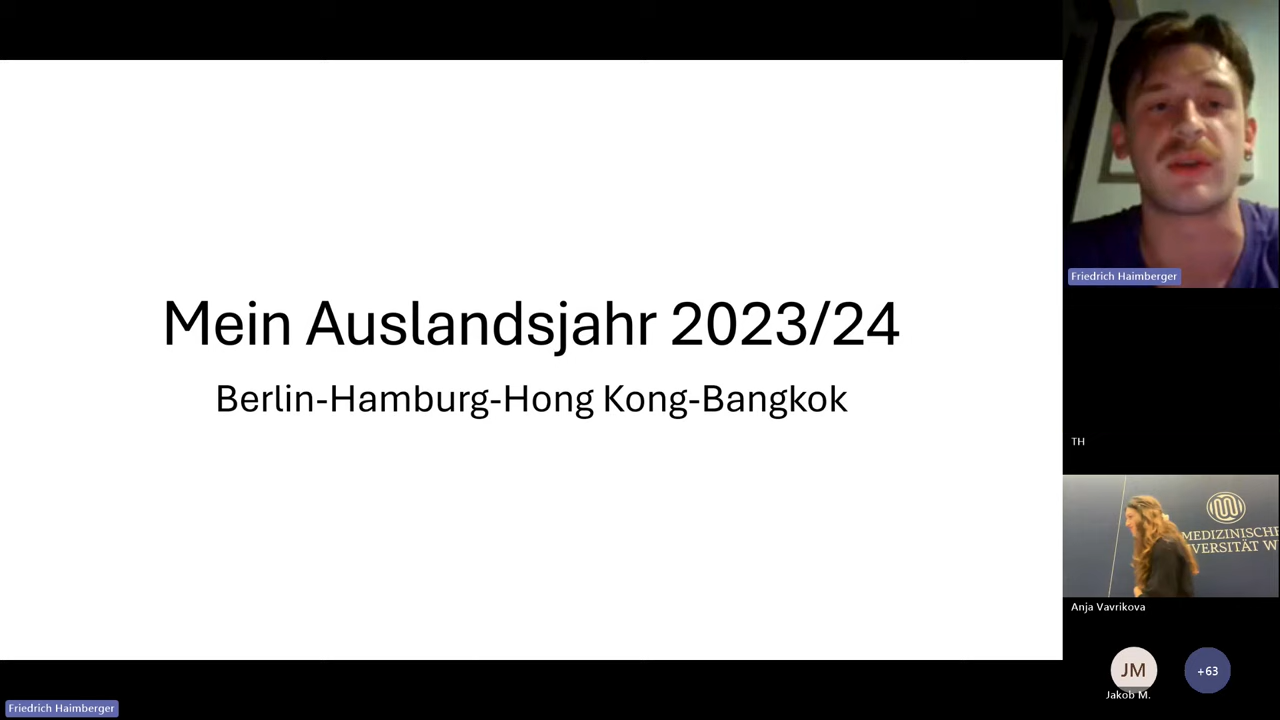 Mein Auslandsjahr 2023/24
Berlin-Hamburg-Hong Kong-Bangkok
Friedrich Haimberger
TH
MEDIZINISCHE
VERSITÄT W
Anja Vavrikova
JM
Jakob M.
+63
Friedrich Haimberger